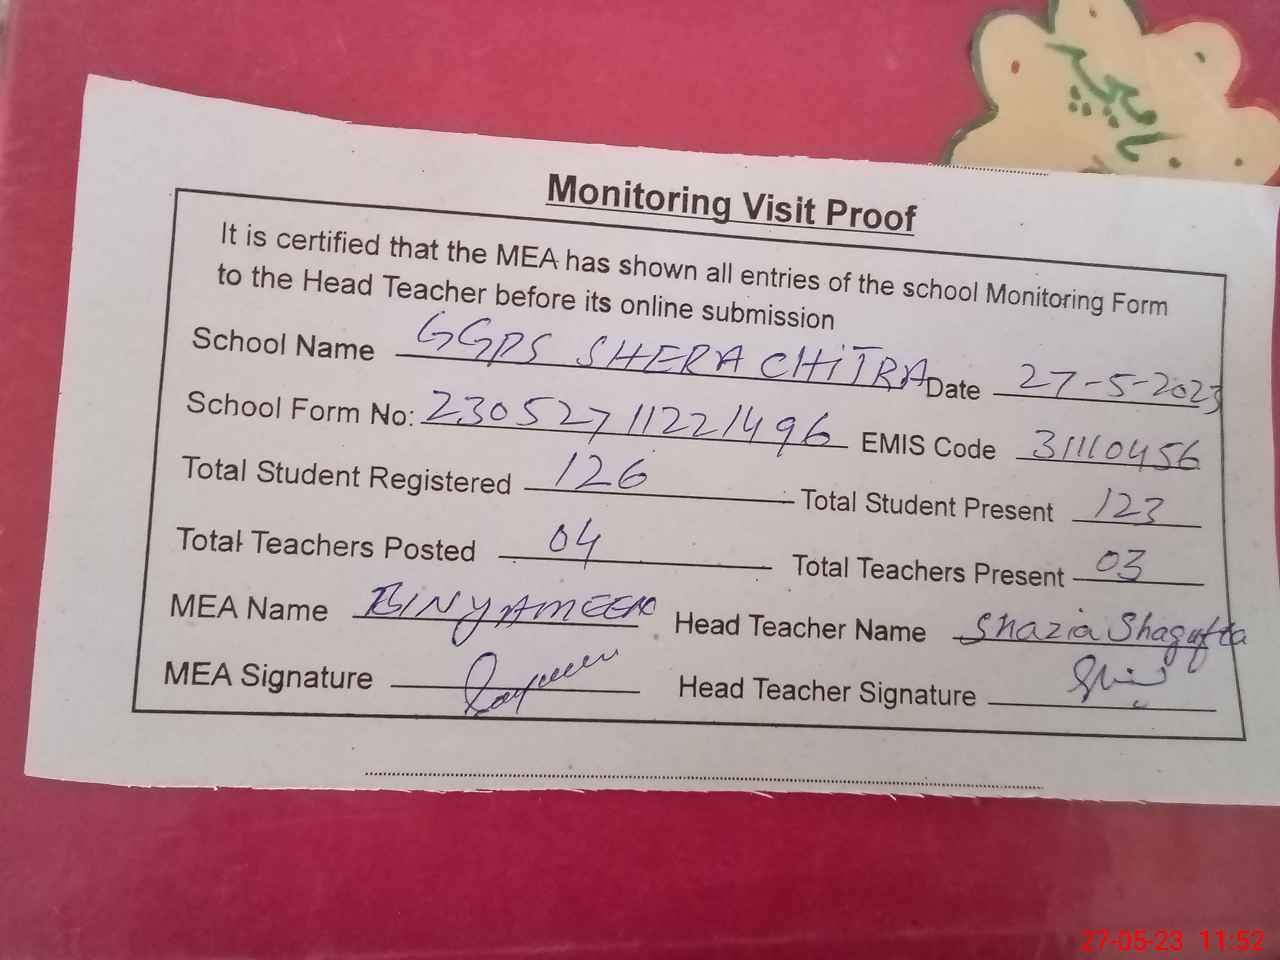 Monitoring Visit Proof
It is certified that the MEA has shown all entries of the school Monitoring Form
to the Head Teacher before its online submission
School Name GGPS SHERA CHITRA Date 27-5-2023
School Form No: 23052711221496 EMIS Code 31110456
Total Student Registered 126 Total Student Present 123
Total Teachers Posted 04 Total Teachers Present 03
MEA Name BINYAMEEN Head Teacher Name Shazia Shagufta
MEA Signature Head Teacher Signature
27-05-23 11:52